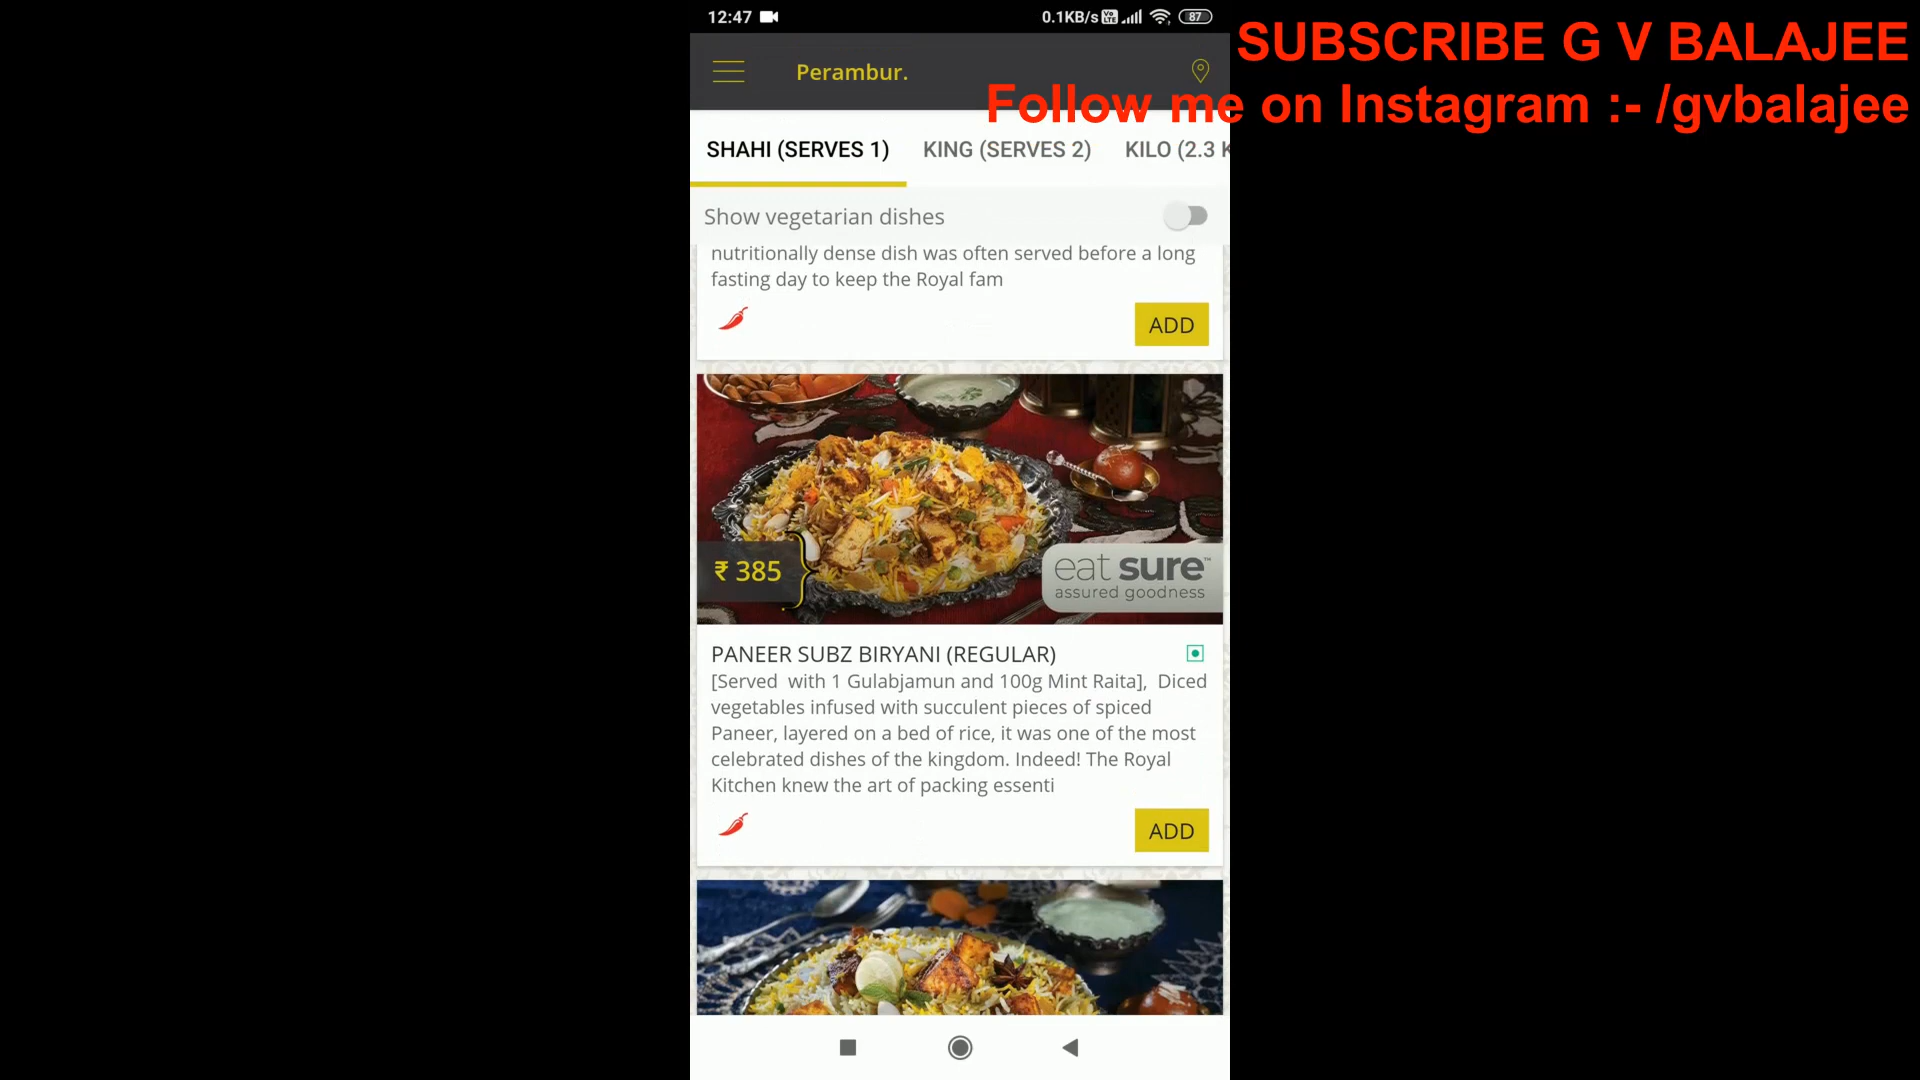 12:47 0.1KB/s Vo LTE 87
SUBSCRIBE G V BALAJEE
Perambur.
Follow me on Instagram :- /gvbalajee
SHAHI (SERVES 1) KING (SERVES 2) KILO (2.3 K
Show vegetarian dishes
nutritionally dense dish was often served before a long
fasting day to keep the Royal fam
ADD
₹ 385
eat sure™
assured goodness
PANEER SUBZ BIRYANI (REGULAR)
[Served with 1 Gulabjamun and 100g Mint Raita], Diced
vegetables infused with succulent pieces of spiced
Paneer, layered on a bed of rice, it was one of the most
celebrated dishes of the kingdom. Indeed! The Royal
Kitchen knew the art of packing essenti
ADD